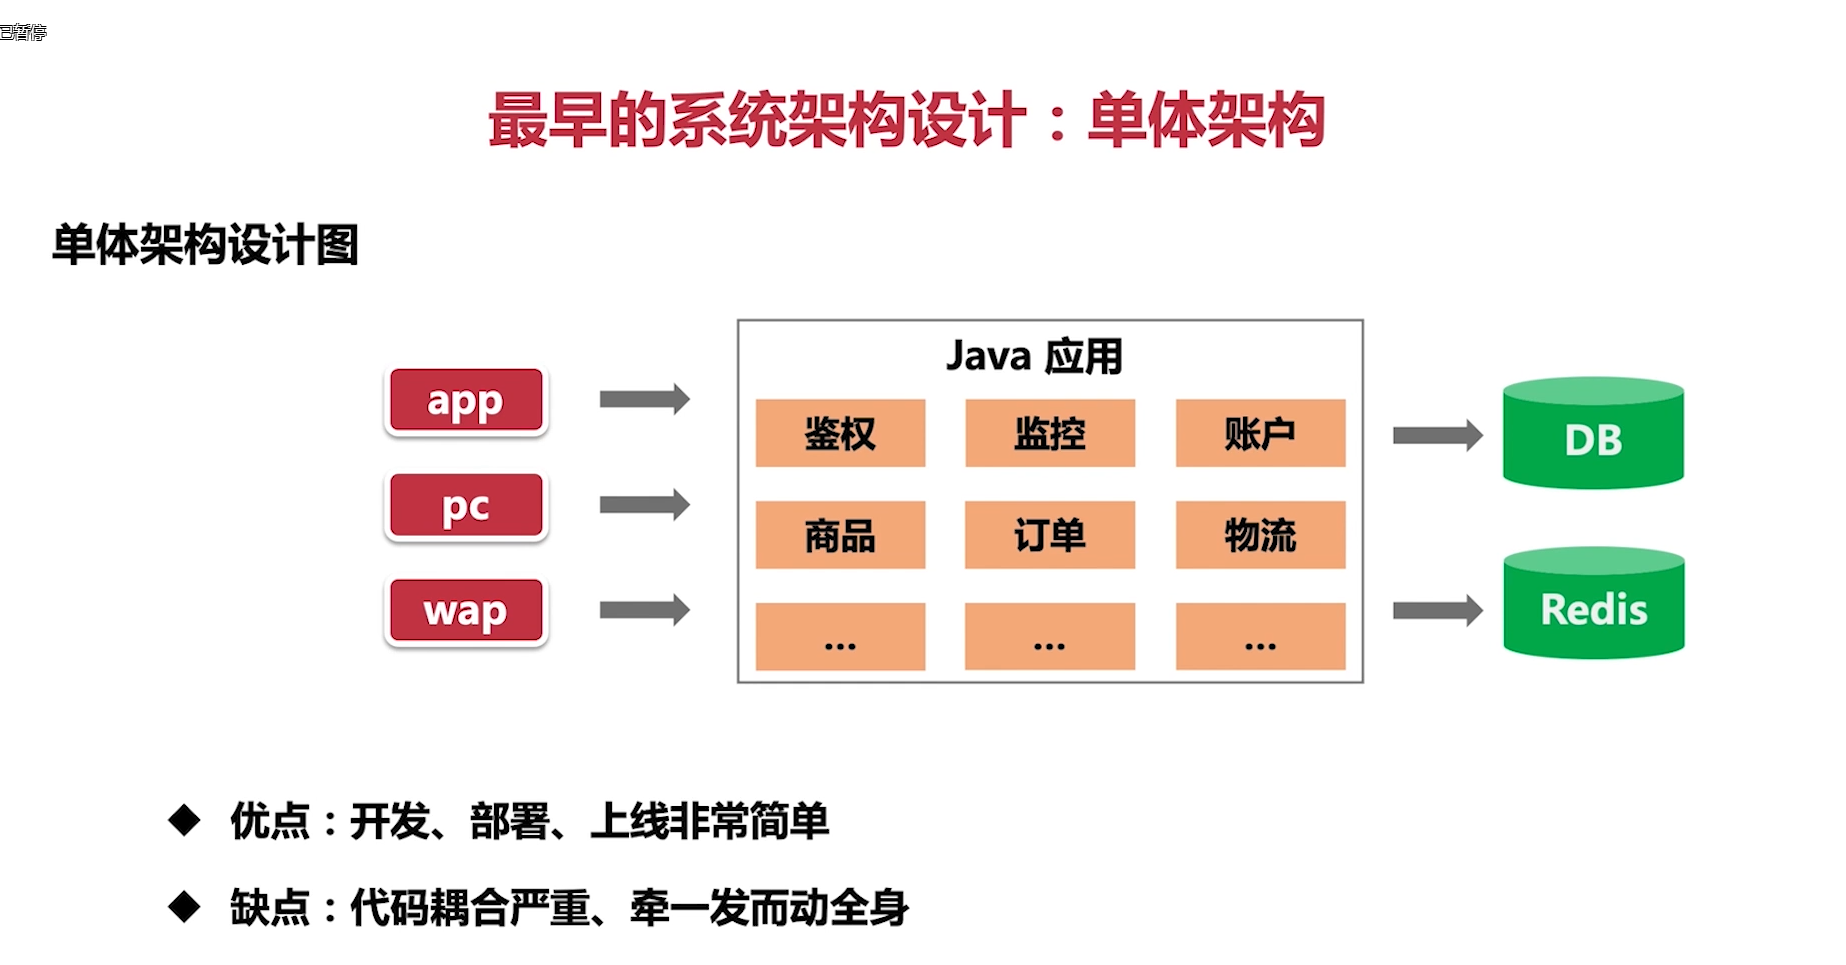 已暂停
最早的系统架构设计：单体架构
单体架构设计图
Java 应用
app
pc
wap
鉴权 监控 账户
商品 订单 物流
... ... ...
DB
Redis
◆ 优点：开发、部署、上线非常简单
◆ 缺点：代码耦合严重、牵一发而动全身